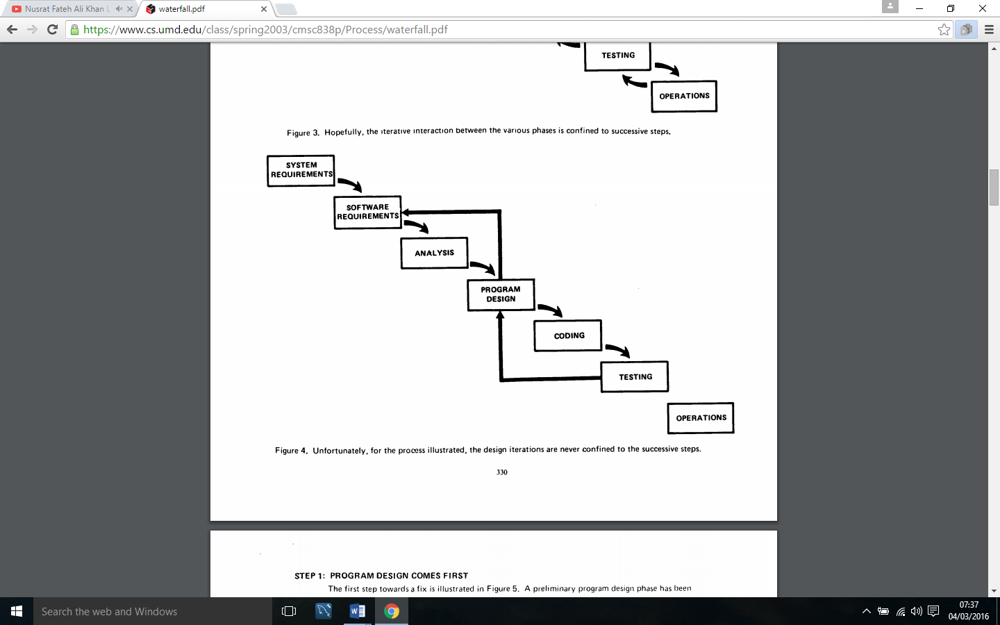 Nusrat Fateh Ali Khan L
waterfall.pdf
https://www.cs.umd.edu/class/spring2003/cmsc838p/Process/waterfall.pdf
TESTING
OPERATIONS
Figure 3. Hopefully, the iterative interaction between the various phases is confined to successive steps.
SYSTEM
REQUIREMENTS
SOFTWARE
REQUIREMENTS
ANALYSIS
PROGRAM
DESIGN
CODING
TESTING
OPERATIONS
Figure 4. Unfortunately, for the process illustrated, the design iterations are never confined to the successive steps.
330
STEP 1: PROGRAM DESIGN COMES FIRST
The first step towards a fix is illustrated in Figure 5. A preliminary program design phase has been
Search the web and Windows
07:37
04/03/2016